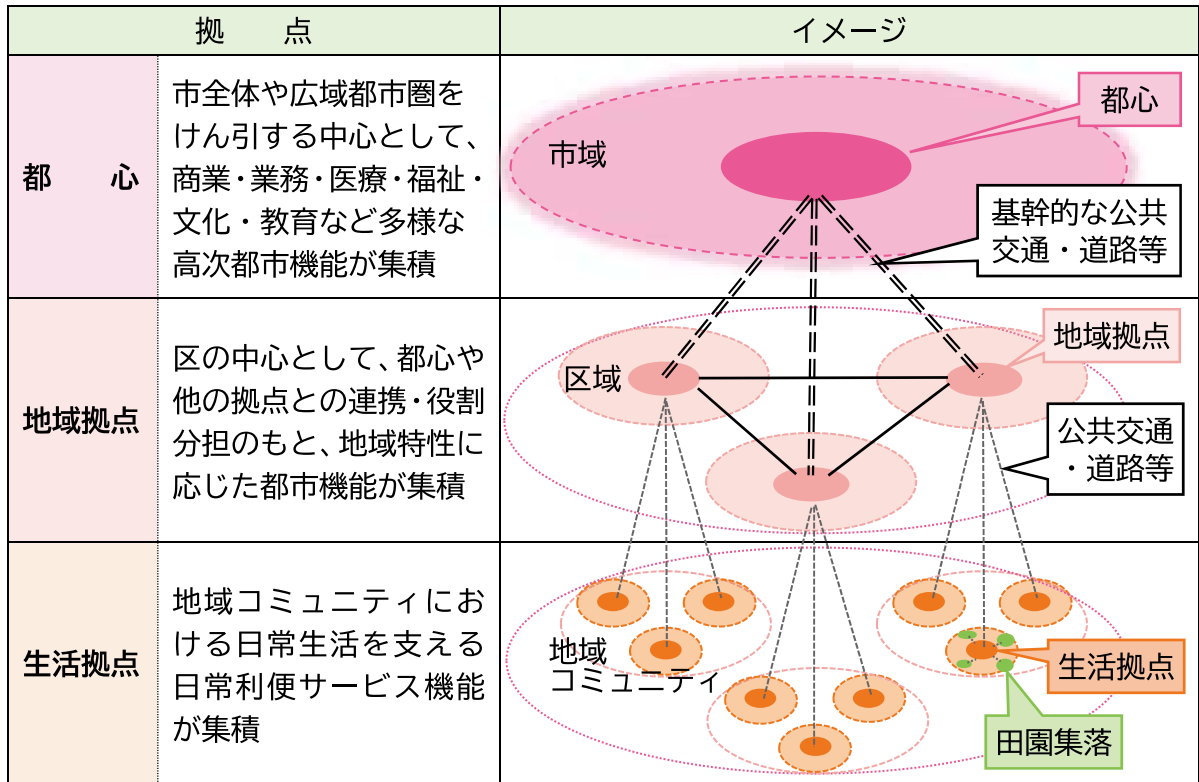 拠　　点
イメージ
都　　心
市全体や広域都市圏を
けん引する中心として、
商業・業務・医療・福祉・
文化・教育など多様な
高次都市機能が集積
市域
都心
基幹的な公共
交通・道路等
地域拠点
区の中心として、都心や
他の拠点との連携・役割
分担のもと、地域特性に
応じた都市機能が集積
区域
地域拠点
公共交通
・道路等
生活拠点
地域コミュニティにお
ける日常生活を支える
日常利便サービス機能
が集積
地域
コミュニティ
生活拠点
田園集落